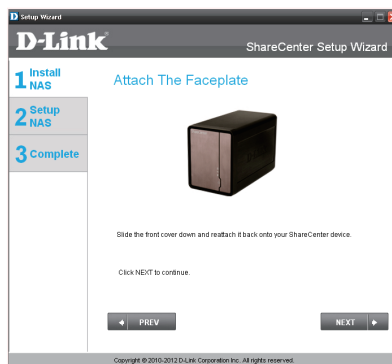 D Setup Wizard
D-Link
ShareCenter Setup Wizard
1 Install NAS
2 Setup NAS
3 Complete
Attach The Faceplate
Slide the front cover down and reattach it back onto your ShareCenter device.
Click NEXT to continue.
PREV
NEXT
Copyright © 2010-2012 D-Link Corporation Inc. All rights reserved.